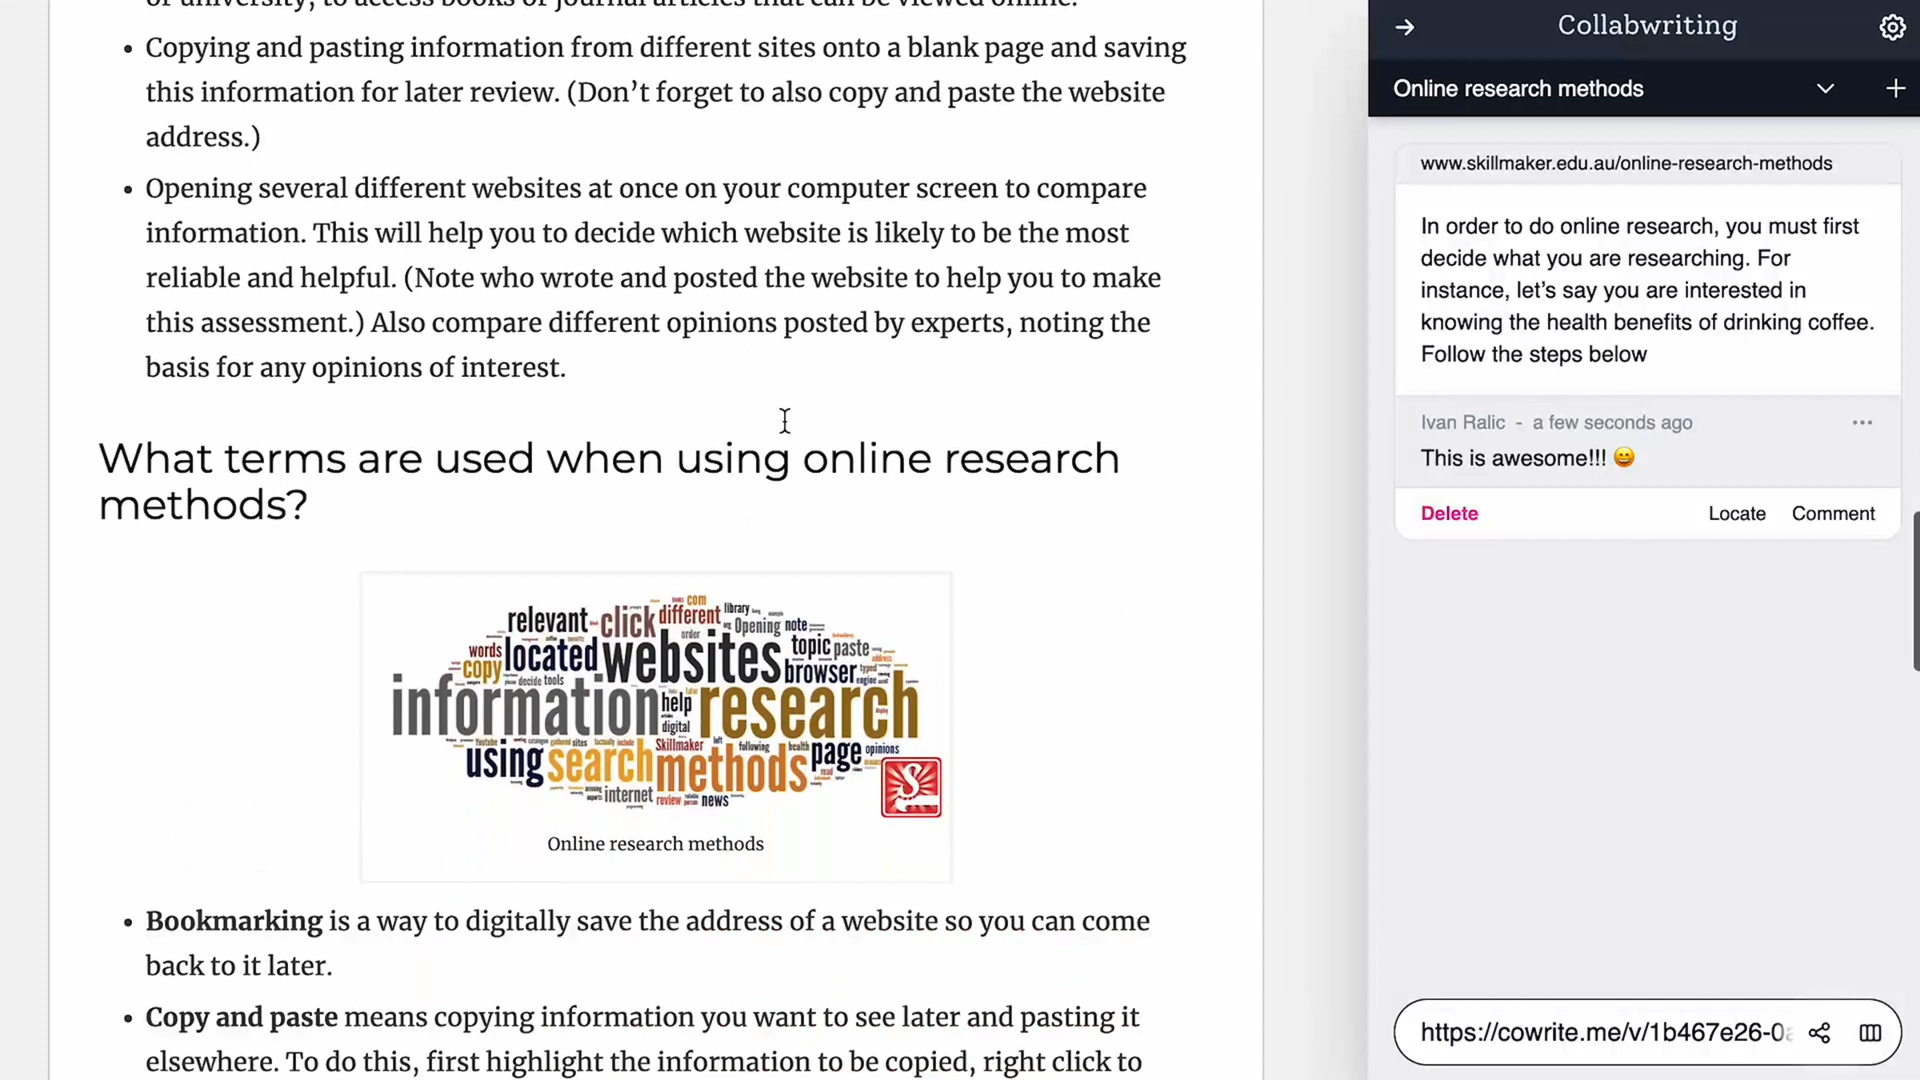 Copying and pasting information from different sites onto a blank page and saving
this information for later review. (Don’t forget to also copy and paste the website
address.)
Opening several different websites at once on your computer screen to compare
information. This will help you to decide which website is likely to be the most
reliable and helpful. (Note who wrote and posted the website to help you to make
this assessment.) Also compare different opinions posted by experts, noting the
basis for any opinions of interest.
What terms are used when using online research
methods?
com
relevant click different library
Opening note
order
words located websites topic paste
copy decide tools browser
information help research
digital
Skillmaker
using search methods page opinions
following health
internet review news
Online research methods
Bookmarking is a way to digitally save the address of a website so you can come
back to it later.
Copy and paste means copying information you want to see later and pasting it
elsewhere. To do this, first highlight the information to be copied, right click to
Collabwriting
Online research methods
www.skillmaker.edu.au/online-research-methods
In order to do online research, you must first
decide what you are researching. For
instance, let’s say you are interested in
knowing the health benefits of drinking coffee.
Follow the steps below
Ivan Ralic - a few seconds ago
This is awesome!!! 😄
Delete Locate Comment
https://cowrite.me/v/1b467e26-0